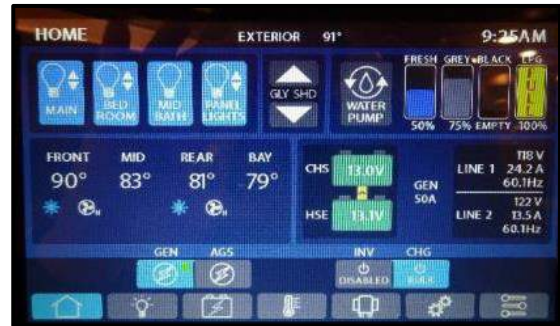 HOME EXTERIOR 91° 9:25AM
FRESH GREY BLACK LPG
MAIN
BED ROOM
MID BATH
PANEL LIGHTS
GLY SHD
WATER PUMP
50% 75% EMPTY 100%
FRONT MID REAR BAY
90° 83° 81° 79°
H H
CHS 13.0V
HSE 13.1V
GEN 50A
118 V
LINE 1 24.2 A
60.1Hz
122 V
LINE 2 13.5 A
60.1Hz
GEN AGS INV CHG
DISABLED BULK